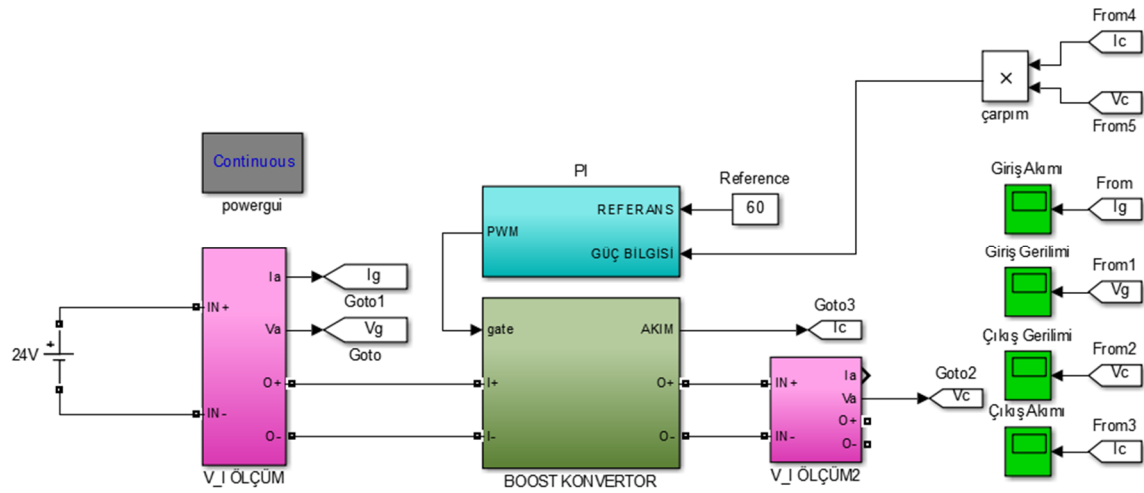 From4
Ic
×
Vc
çarpım
From5
Continuous
powergui
PI
Reference
REFERANS
60
PWM
GÜÇ BİLGİSİ
Giriş Akımı
From
Ig
Giriş Gerilimi
From1
Vg
Ia
Ig
Goto1
IN+
Va
Vg
Goto
24V
+
O+
IN-
O-
V_I ÖLÇÜM
gate
AKIM
I+
O+
I-
O-
BOOST KONVERTOR
Goto3
Ic
Ia
IN+
Va
Goto2
Vc
O+
IN-
O-
V_I ÖLÇÜM2
Çıkış Gerilimi
From2
Vc
Çıkış Akımı
From3
Ic